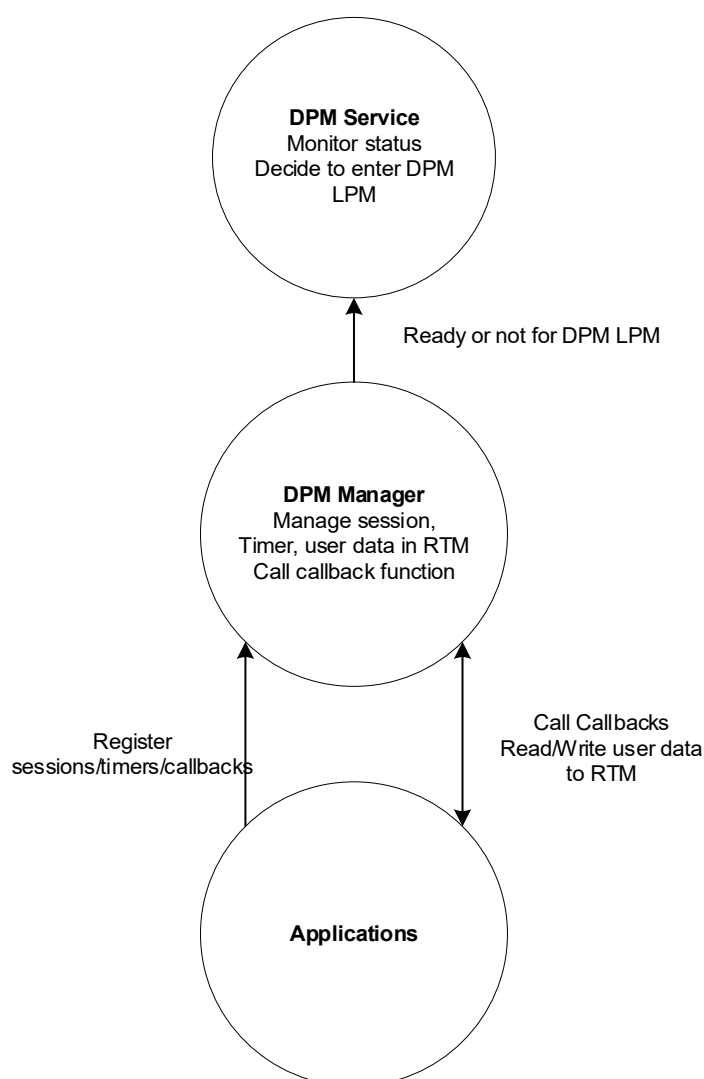 DPM Service
Monitor status
Decide to enter DPM
LPM
Ready or not for DPM LPM
DPM Manager
Manage session,
Timer, user data in RTM
Call callback function
Register
sessions/timers/callbacks
Call Callbacks
Read/Write user data
to RTM
Applications